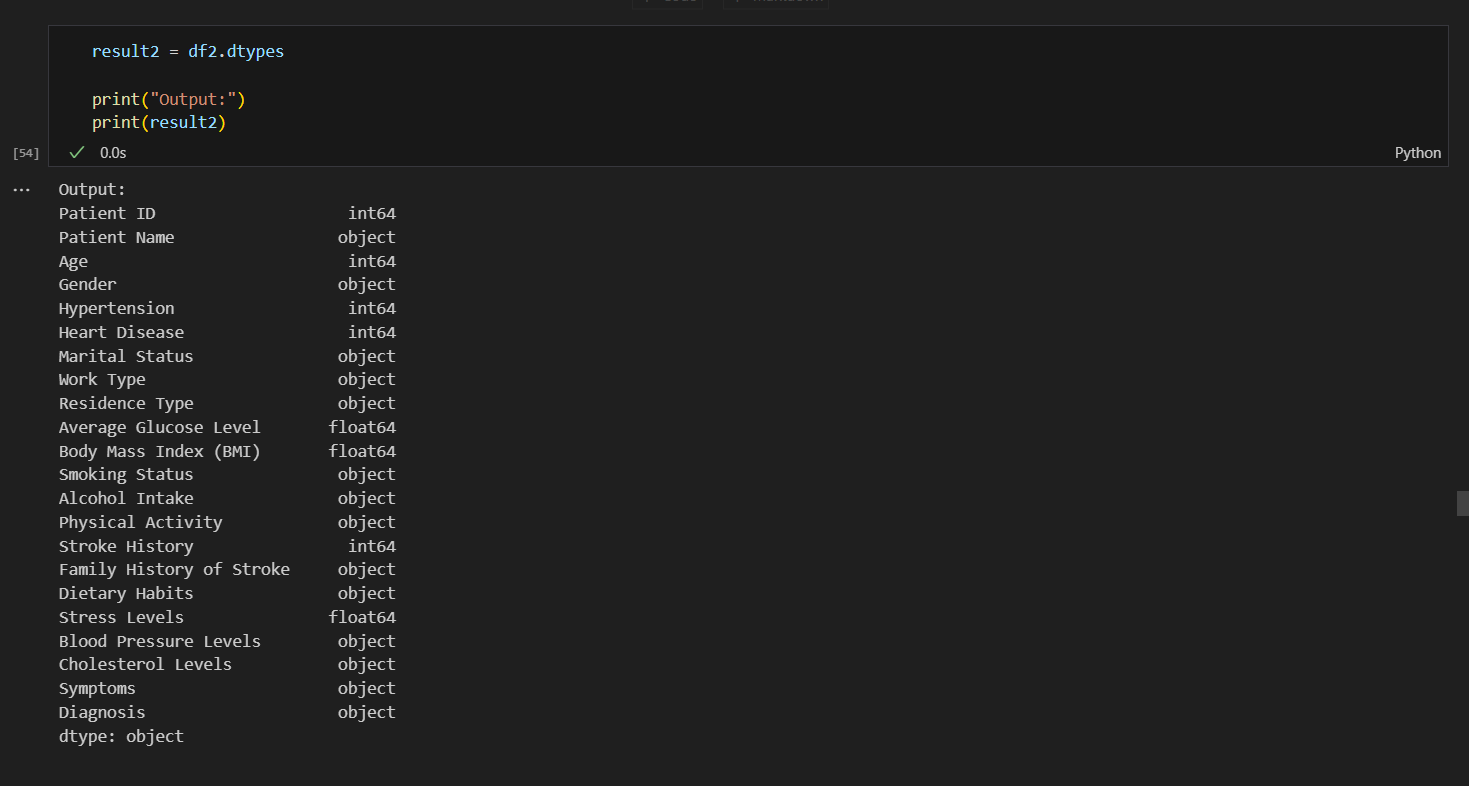 result2 = df2.dtypes
print("Output:")
print(result2)
[54]
0.0s
Python
...
Output:
Patient ID int64
Patient Name object
Age int64
Gender object
Hypertension int64
Heart Disease int64
Marital Status object
Work Type object
Residence Type object
Average Glucose Level float64
Body Mass Index (BMI) float64
Smoking Status object
Alcohol Intake object
Physical Activity object
Stroke History int64
Family History of Stroke object
Dietary Habits object
Stress Levels float64
Blood Pressure Levels object
Cholesterol Levels object
Symptoms object
Diagnosis object
dtype: object